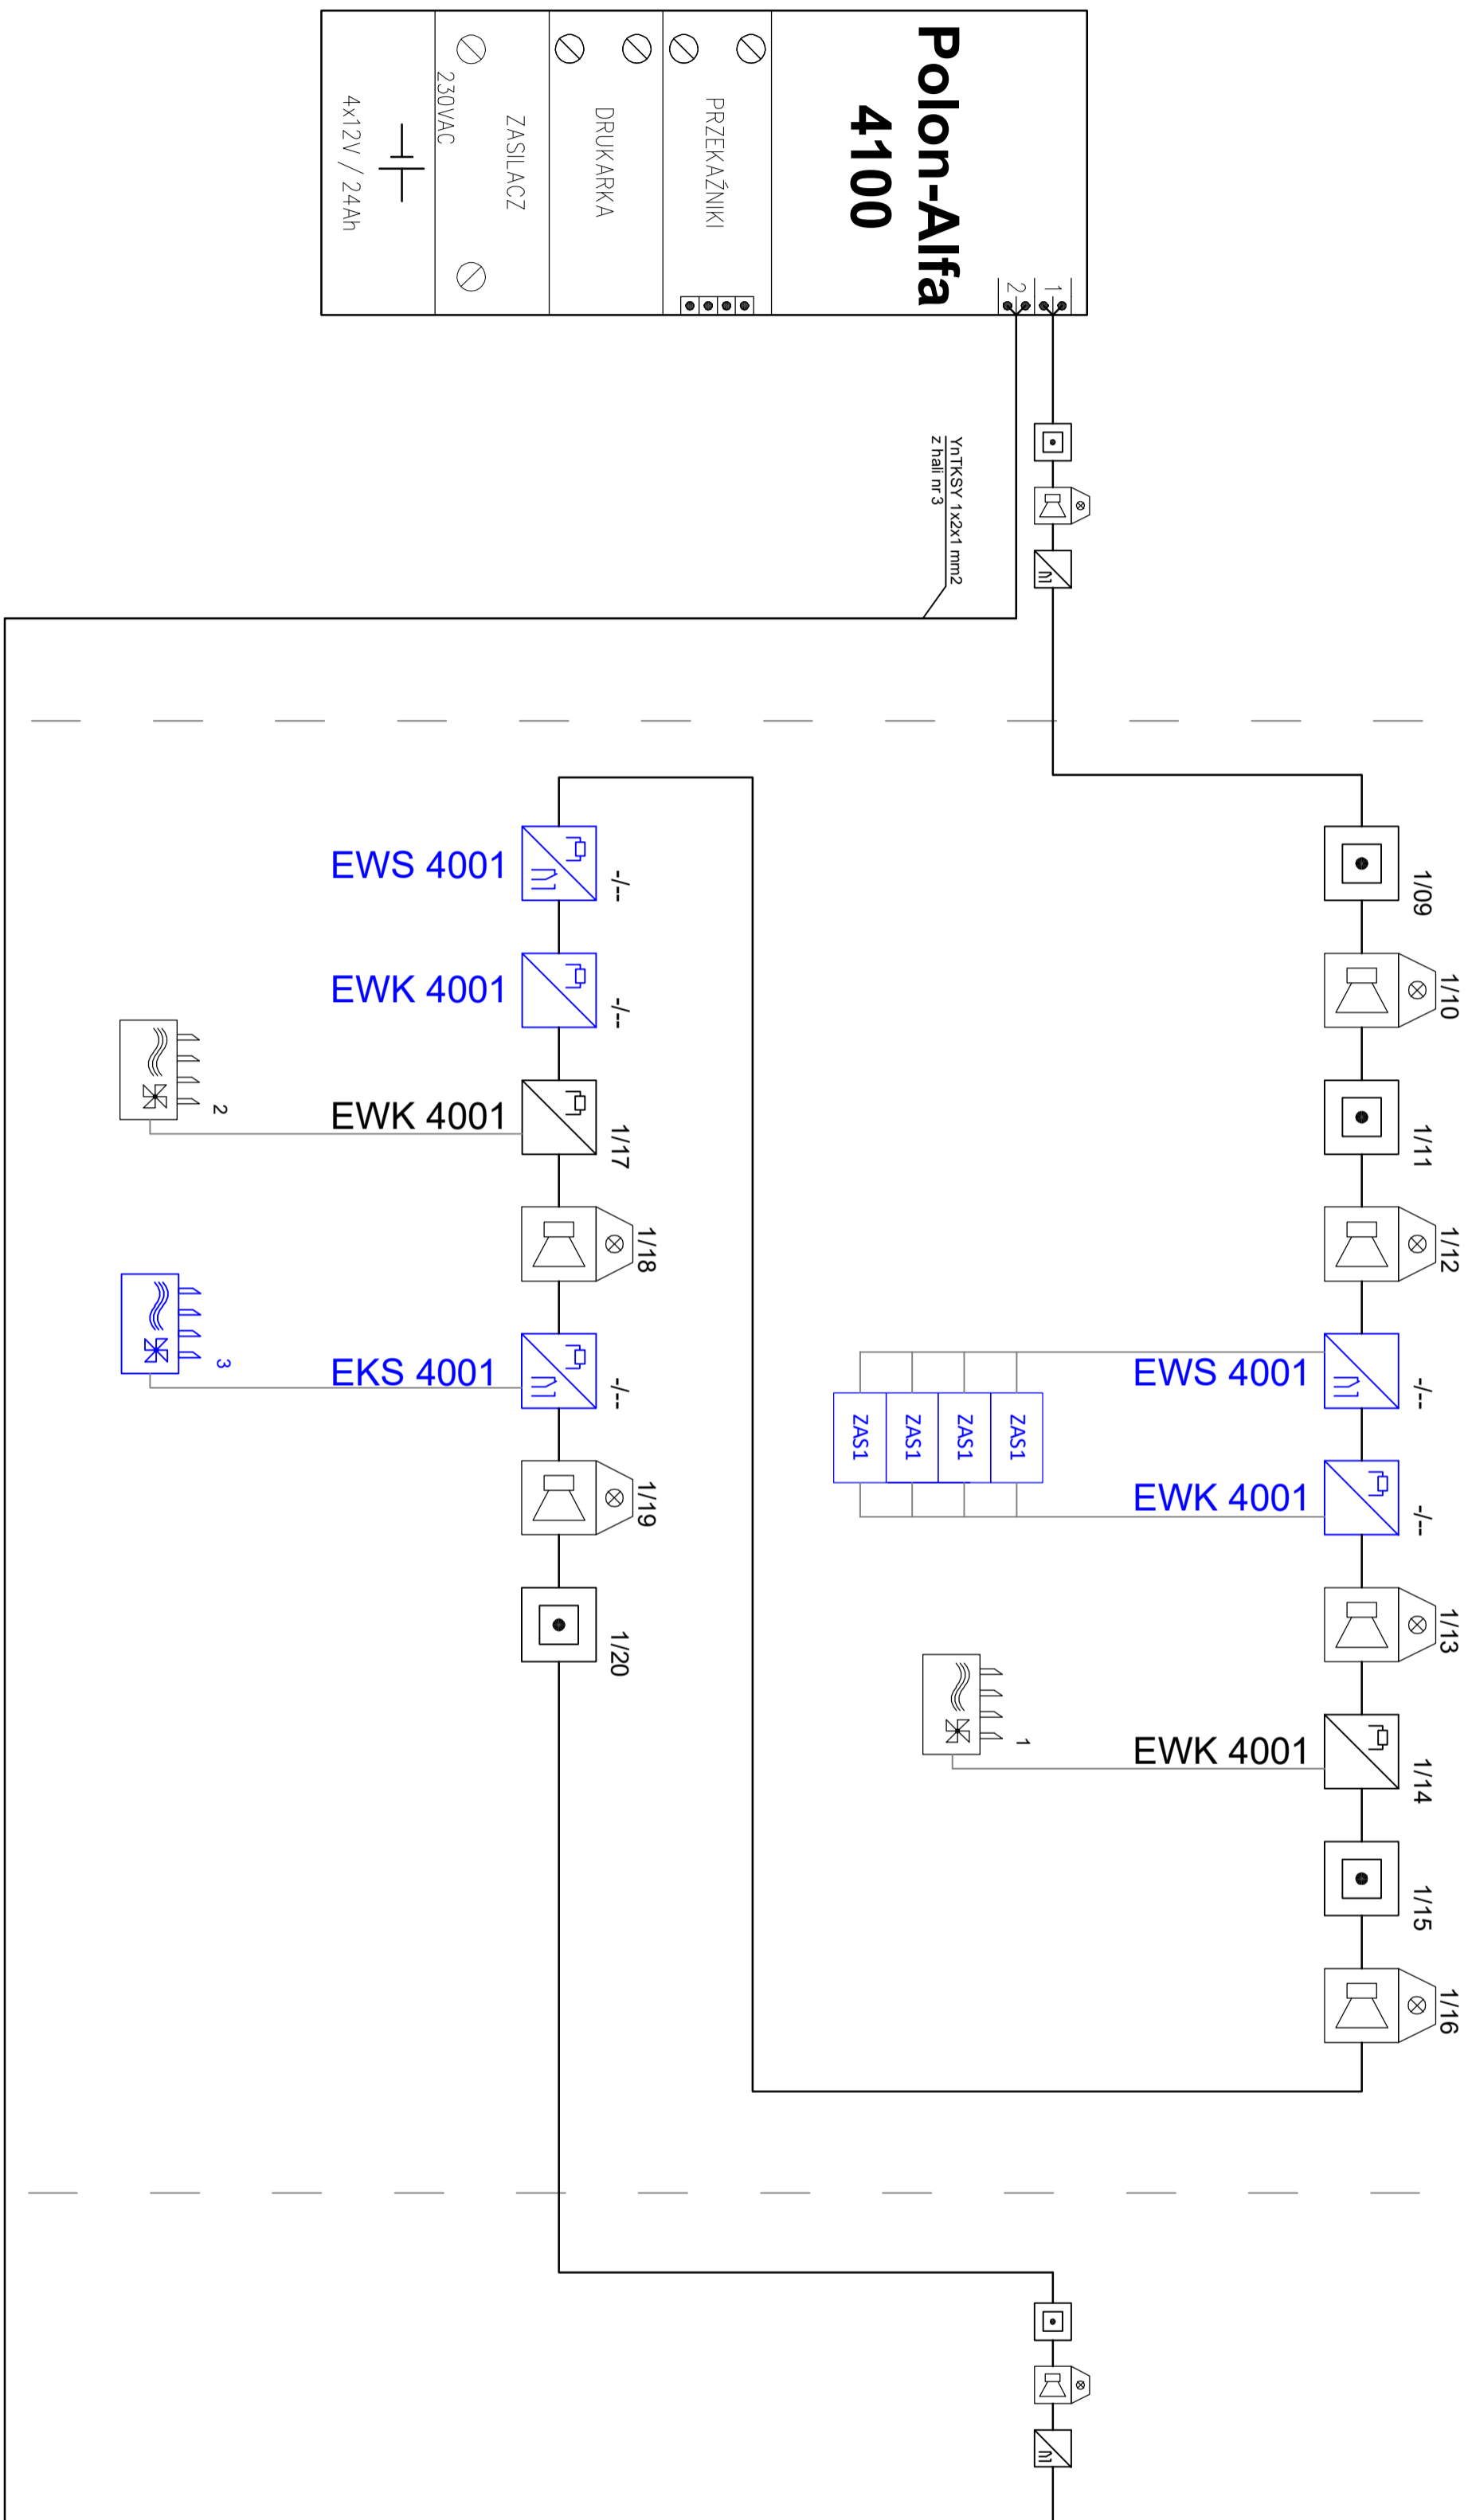 Polon-Alfa
4100
1
2
PRZEKAŹNIKI
DRUKARKA
ZASILACZ
230VAC
4x12V / 24Ah
YnTKSY 1x2x1 mm2
z hali nr 3
1/09
1/10
1/11
1/12
-/--
EWS 4001
-/--
EWK 4001
ZAS1
ZAS1
ZAS1
ZAS1
1/13
1/14
EWK 4001
1
1/15
1/16
-/--
EWS 4001
-/--
EWK 4001
1/17
EWK 4001
2
1/18
-/--
EKS 4001
3
1/19
1/20